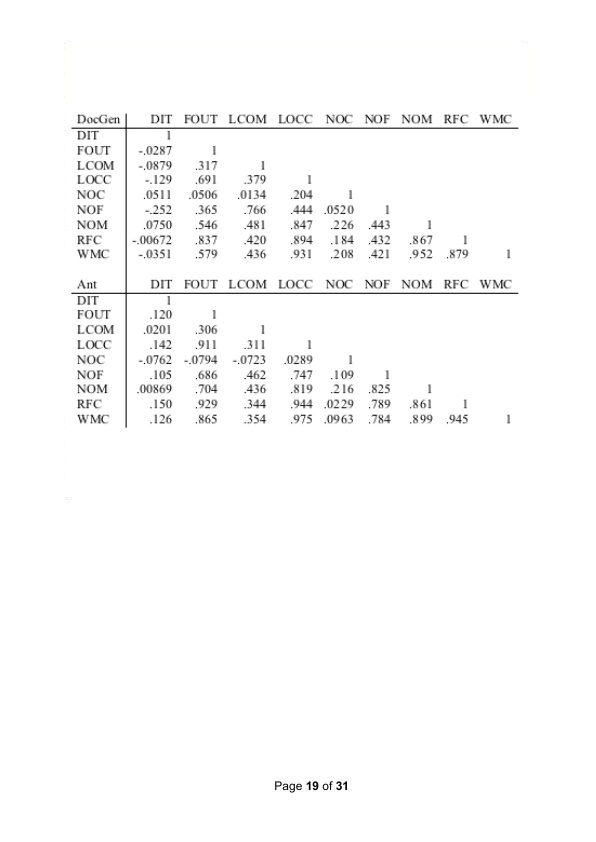 DocGen DIT FOUT LCOM LOCC NOC NOF NOM RFC WMC
DIT 1
FOUT -.0287 1
LCOM -.0879 .317 1
LOCC -.129 .691 .379 1
NOC .0511 .0506 .0134 .204 1
NOF -.252 .365 .766 .444 .0520 1
NOM .0750 .546 .481 .847 .226 .443 1
RFC -.00672 .837 .420 .894 .184 .432 .867 1
WMC -.0351 .579 .436 .931 .208 .421 .952 .879 1
Ant DIT FOUT LCOM LOCC NOC NOF NOM RFC WMC
DIT 1
FOUT .120 1
LCOM .0201 .306 1
LOCC .142 .911 .311 1
NOC -.0762 -.0794 -.0723 .0289 1
NOF .105 .686 .462 .747 .109 1
NOM .00869 .704 .436 .819 .216 .825 1
RFC .150 .929 .344 .944 .0229 .789 .861 1
WMC .126 .865 .354 .975 .0963 .784 .899 .945 1
Page 19 of 31